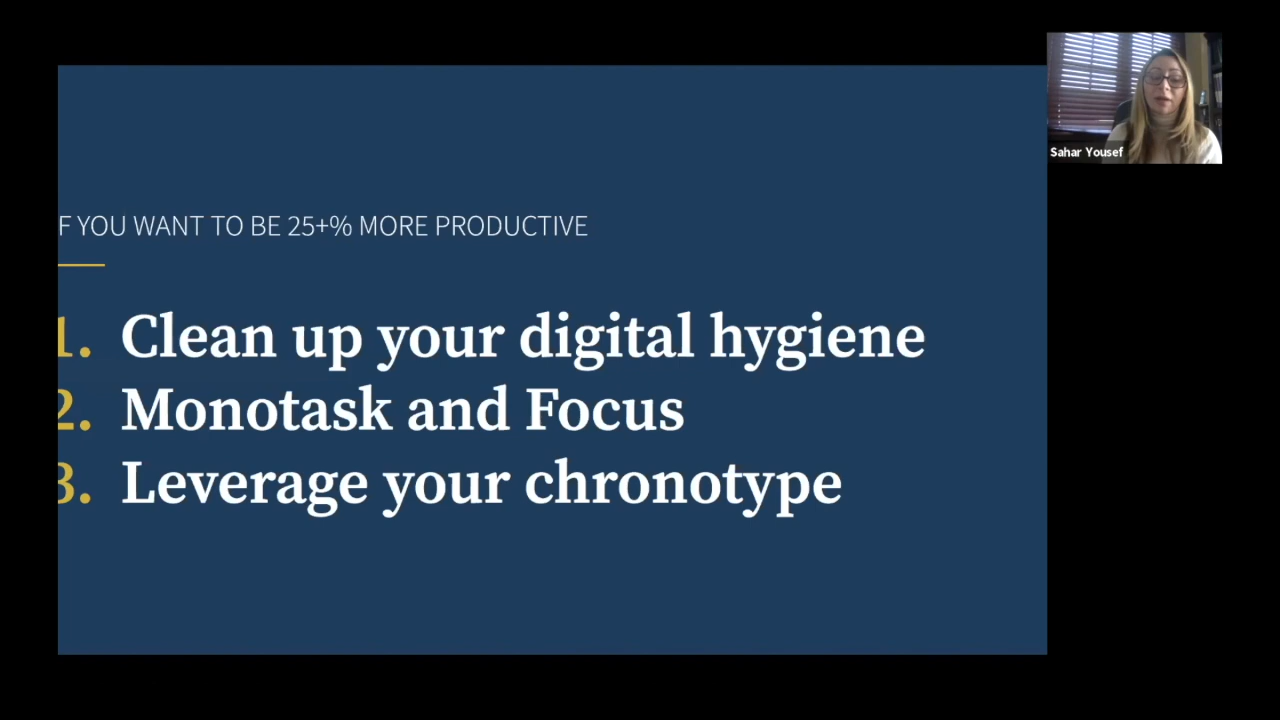 F YOU WANT TO BE 25+% MORE PRODUCTIVE
1. Clean up your digital hygiene
2. Monotask and Focus
3. Leverage your chronotype
Sahar Yousef